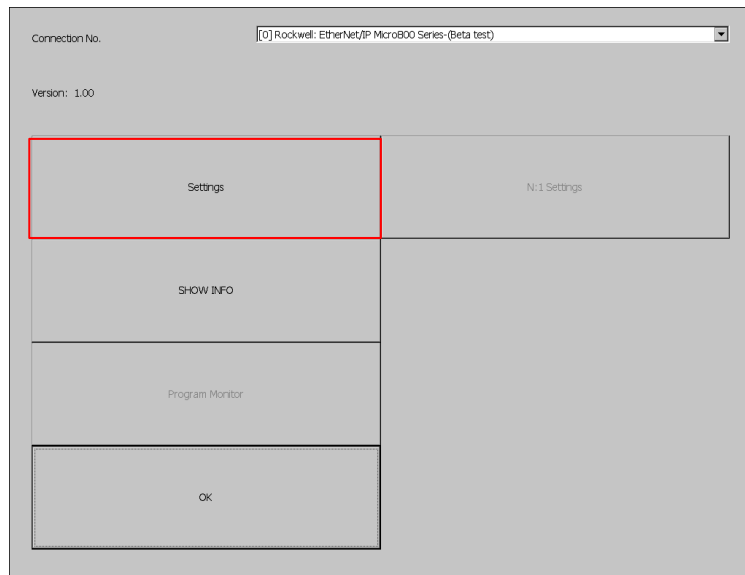 Connection No. [0] Rockwell: EtherNet/IP Micro800 Series-(Beta test)
Version: 1.00
Settings N:1 Settings
SHOW INFO
Program Monitor
OK